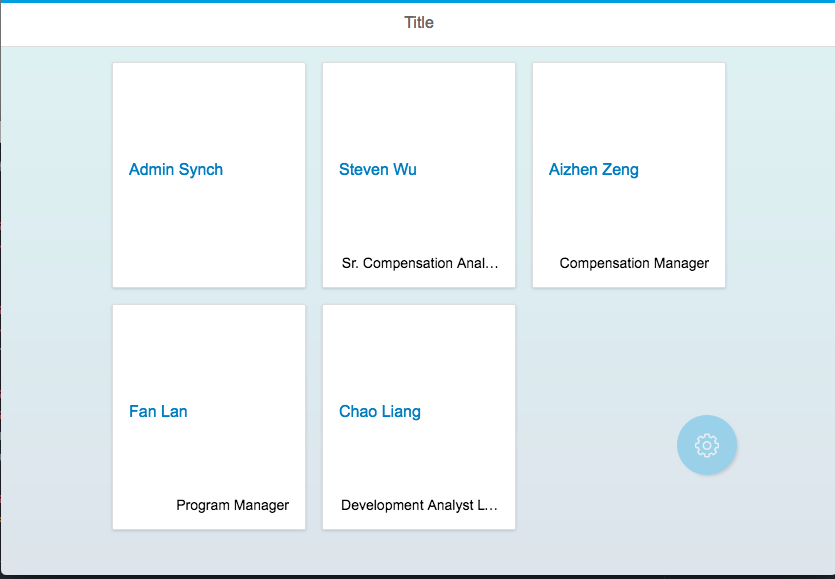 Title
Admin Synch
Steven Wu
Sr. Compensation Anal…
Aizhen Zeng
Compensation Manager
Fan Lan
Program Manager
Chao Liang
Development Analyst L…